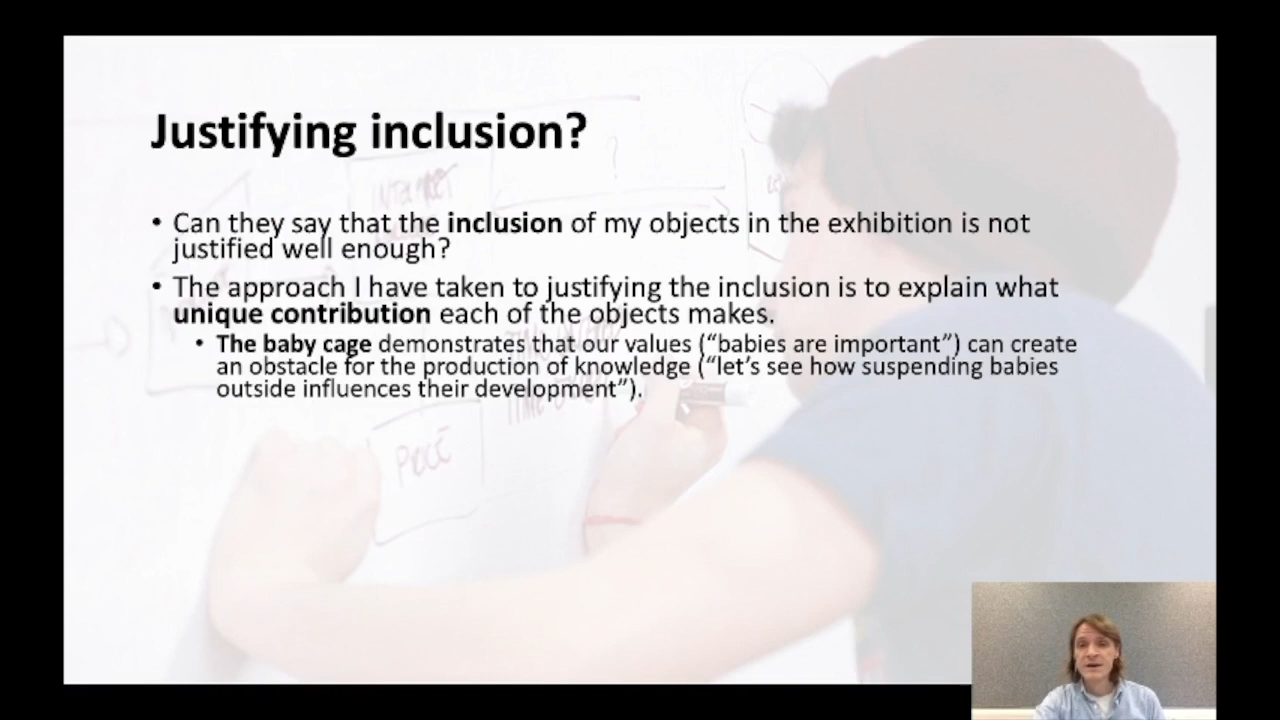 Justifying inclusion?
• Can they say that the inclusion of my objects in the exhibition is not
justified well enough?
• The approach I have taken to justifying the inclusion is to explain what
unique contribution each of the objects makes.
• The baby cage demonstrates that our values (“babies are important”) can create
an obstacle for the production of knowledge (“let’s see how suspending babies
outside influences their development”).